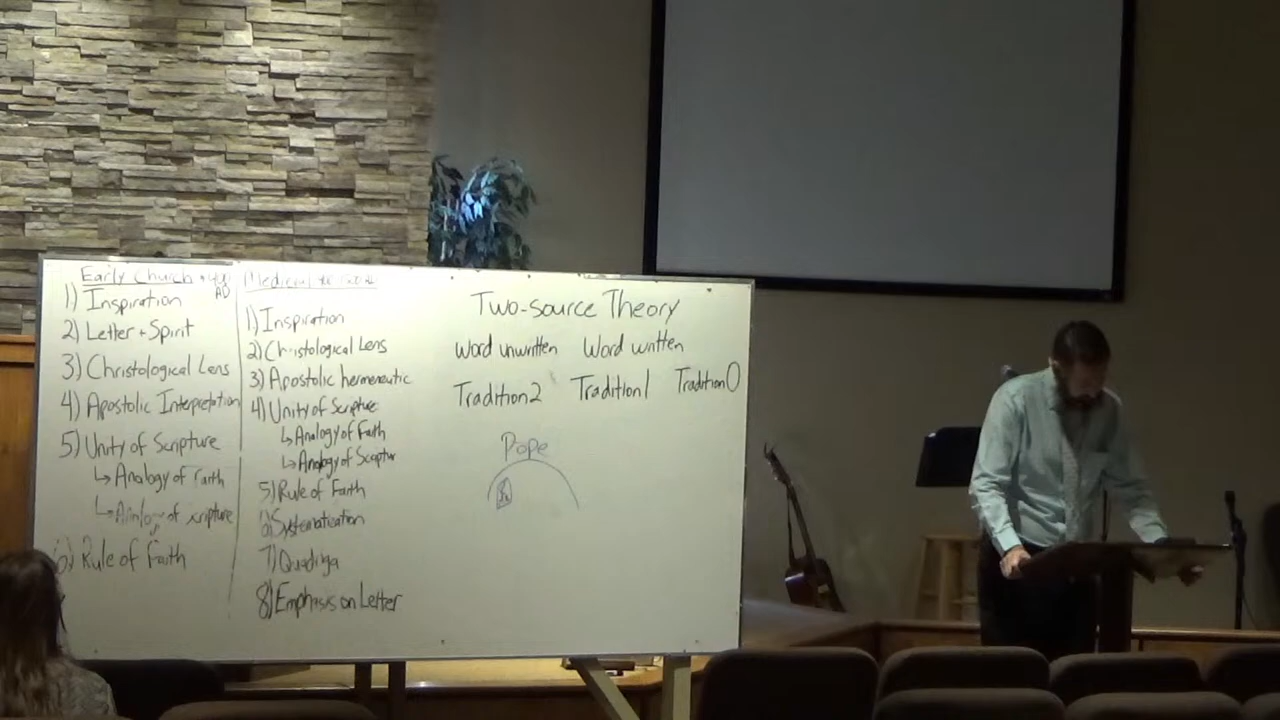 Early Church
AD
1) Inspiration
2) Letter + Spirit
3) Christological Lens
4) Apostolic Interpretation
5) Unity of Scripture
↳ Analogy of Faith
↳ Analogy of scripture
6) Rule of Faith
Medieval
1) Inspiration
2) Christological Lens
3) Apostolic hermeneutic
4) Unity of Scripture
↳ Analogy of Faith
↳ Analogy of Scriptur
5) Rule of Faith
6) Systematization
7) Quadriga
8) Emphasis on Letter
Two-source Theory
Word unwritten Word written
Tradition 2 Tradition 1 Tradition 0
Pope